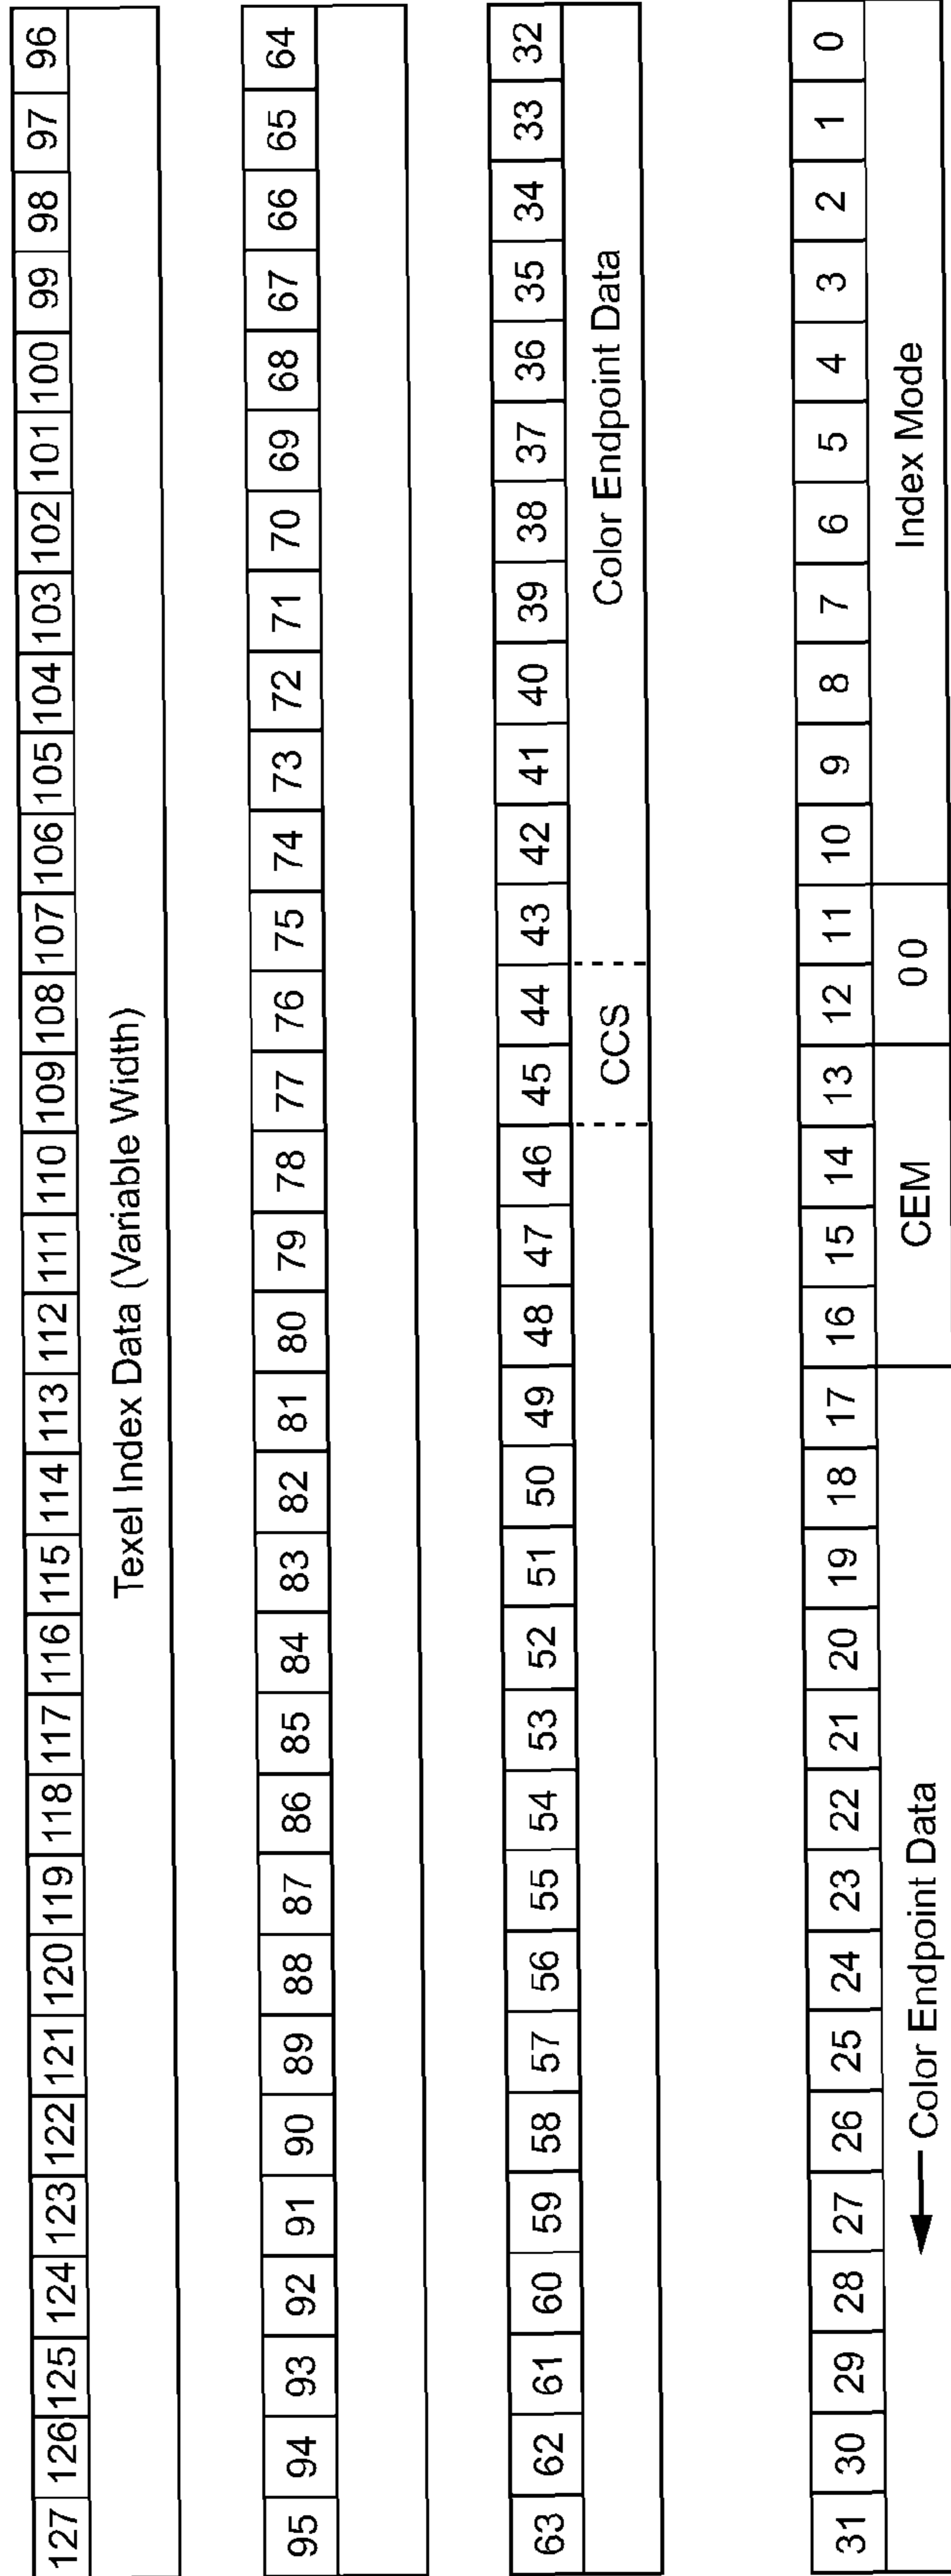 127 126 125 124 123 122 121 120 119 118 117 116 115 114 113 112 111 110 109 108 107 106 105 104 103 102 101 100 99 98 97 96
Texel Index Data (Variable Width)
95 94 93 92 91 90 89 88 87 86 85 84 83 82 81 80 79 78 77 76 75 74 73 72 71 70 69 68 67 66 65 64
63 62 61 60 59 58 57 56 55 54 53 52 51 50 49 48 47 46 45 44 43 42 41 40 39 38 37 36 35 34 33 32
CCS Color Endpoint Data
31 30 29 28 27 26 25 24 23 22 21 20 19 18 17 16 15 14 13 12 11 10 9 8 7 6 5 4 3 2 1 0
Color Endpoint Data CEM 0 0 Index Mode